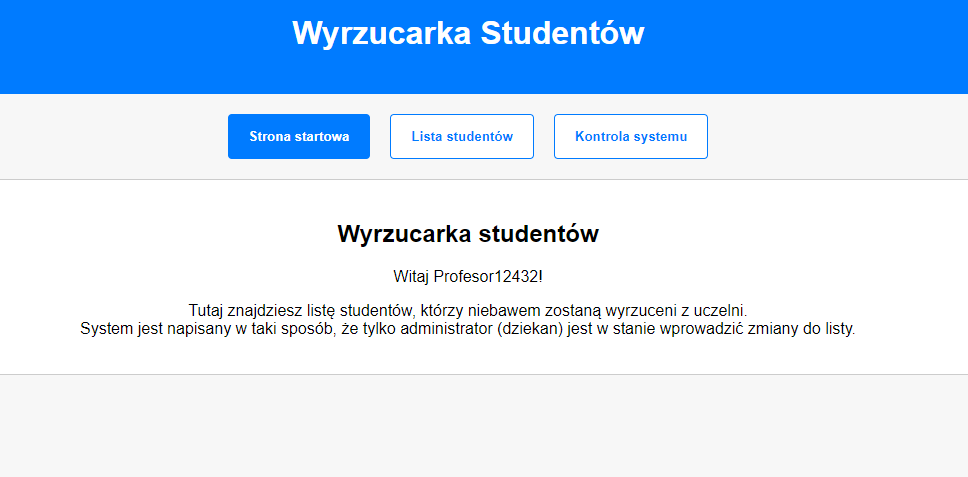 Wyrzucarka Studentów
Strona startowa
Lista studentów
Kontrola systemu
Wyrzucarka studentów
Witaj Profesor12432!
Tutaj znajdziesz listę studentów, którzy niebawem zostaną wyrzuceni z uczelni.
System jest napisany w taki sposób, że tylko administrator (dziekan) jest w stanie wprowadzić zmiany do listy.